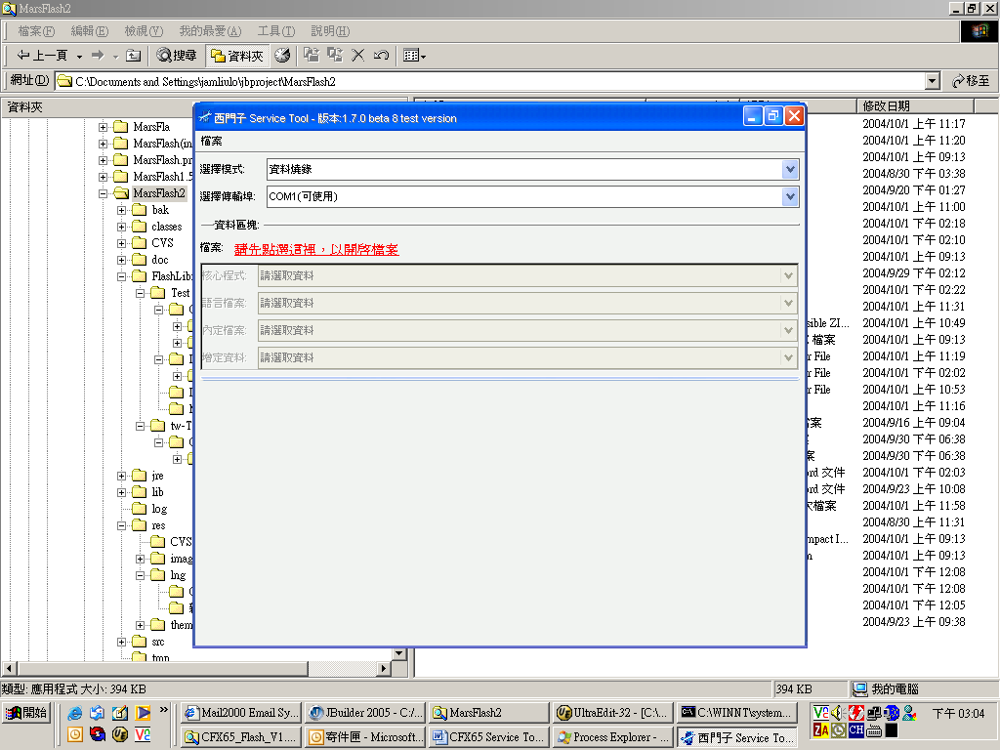 MarsFlash2
檔案(F) 編輯(E) 檢視(V) 我的最愛(A) 工具(T) 說明(H)
上一頁 搜尋 資料夾
網址(D) C:\Documents and Settings\jamliulo\jbproject\MarsFlash2 移至
資料夾
修改日期
MarsFla
MarsFlash(in
MarsFlash.pr
MarsFlash1.5
MarsFlash2
bak
classes
CVS
doc
FlashLib
Test
tw-T
jre
lib
log
res
CVS
imag
lng
them
src
tmp
西門子 Service Tool - 版本:1.7.0 beta 8 test version
檔案
選擇模式: 資料燒錄
選擇傳輸埠: COM1(可使用)
資料區塊:
檔案: 請先點選這裡，以開啓檔案
核心程式: 請選取資料
語言檔案: 請選取資料
內定檔案: 請選取資料
增定資料: 請選取資料
2004/10/1 上午 11:17
2004/10/1 上午 11:20
2004/10/1 上午 09:13
2004/8/30 下午 03:38
2004/9/20 下午 01:27
2004/10/1 上午 11:00
2004/10/1 下午 02:18
2004/10/1 下午 02:10
2004/10/1 上午 09:13
2004/9/29 下午 02:12
2004/10/1 下午 02:22
2004/10/1 上午 11:31
sible ZI... 2004/10/1 上午 10:49
檔案 2004/10/1 上午 09:13
r File 2004/10/1 上午 11:19
r File 2004/10/1 下午 02:02
r File 2004/10/1 上午 10:53
2004/10/1 上午 11:16
檔案 2004/9/16 上午 09:04
2004/9/30 下午 06:38
案 2004/9/30 下午 06:38
ord 文件 2004/10/1 下午 02:03
ord 文件 2004/9/23 上午 10:08
次檔案 2004/10/1 上午 11:58
2004/8/30 上午 11:31
mpact I... 2004/10/1 上午 09:13
n 2004/10/1 上午 09:13
2004/10/1 下午 12:08
2004/10/1 下午 12:08
2004/10/1 下午 12:05
2004/9/23 上午 09:38
類型: 應用程式 大小: 394 KB 394 KB 我的電腦
開始 Mail2000 Email Sy... JBuilder 2005 - C:/... MarsFlash2 UltraEdit-32 - [C:\... C:\WINNT\system... 下午 03:04
CFX65_Flash_V1.... 寄件匣 - Microsoft... CFX65 Service To... Process Explorer - ... 西門子 Service To... ZA CH